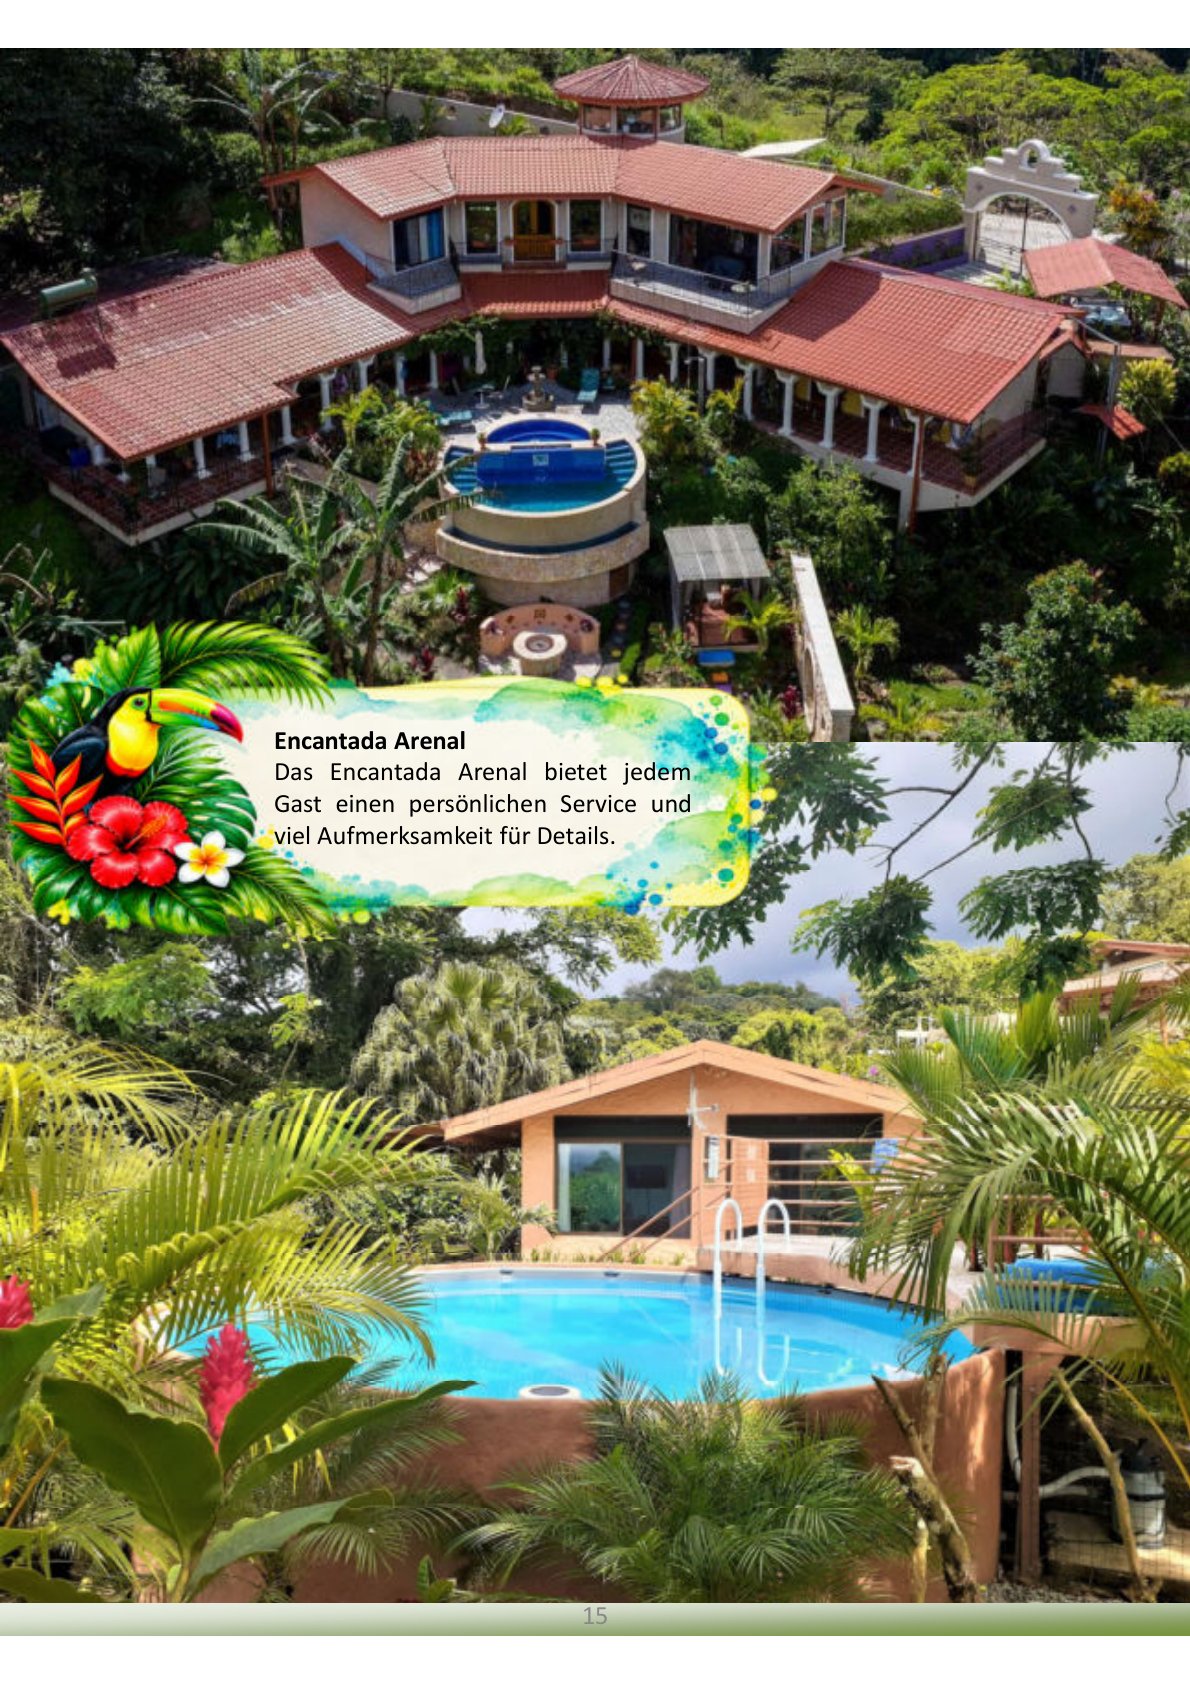 Encantada Arenal
Das Encantada Arenal bietet jedem
Gast einen persönlichen Service und
viel Aufmerksamkeit für Details.
15